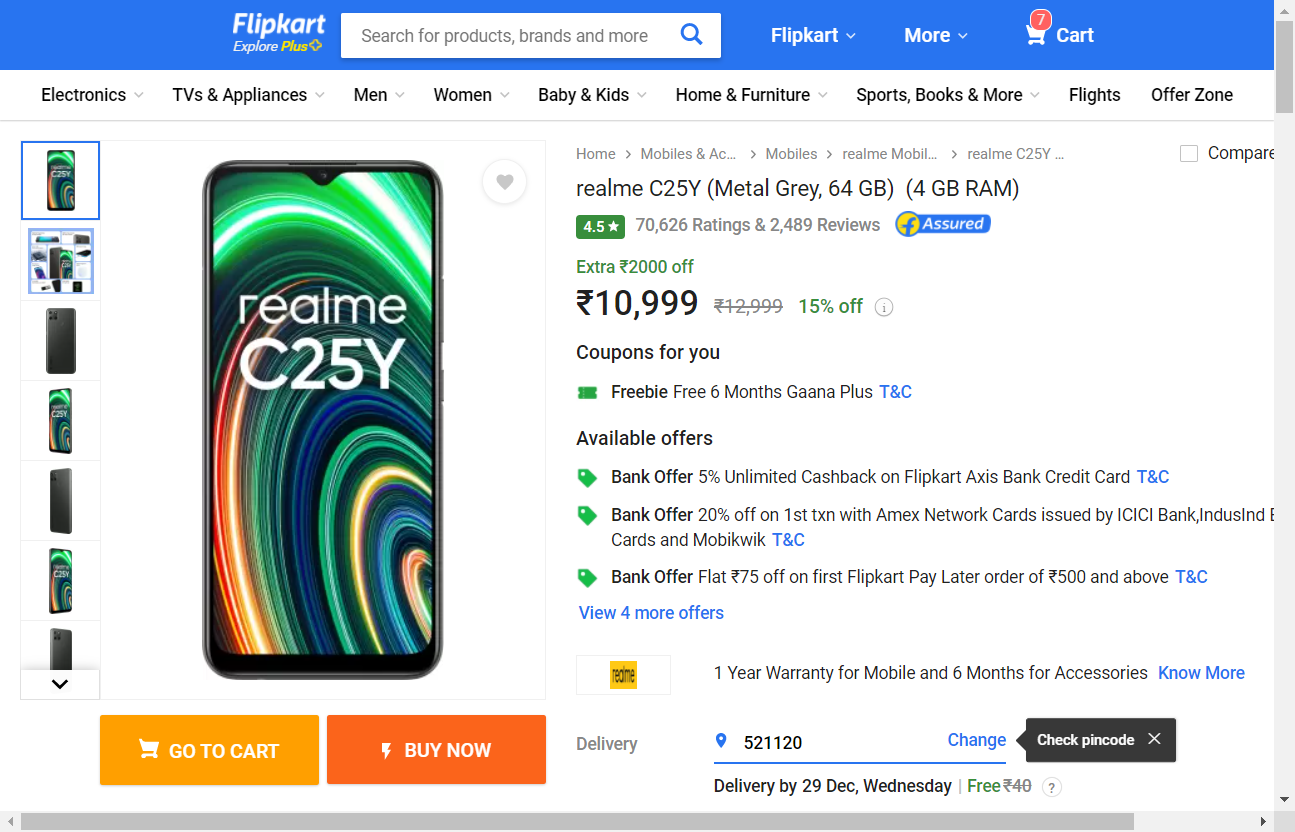 Flipkart
Explore Plus
Search for products, brands and more
Flipkart
More
7
Cart
Electronics
TVs & Appliances
Men
Women
Baby & Kids
Home & Furniture
Sports, Books & More
Flights
Offer Zone
Home
Mobiles & Ac...
Mobiles
realme Mobil...
realme C25Y ...
Compare
realme C25Y (Metal Grey, 64 GB) (4 GB RAM)
4.5 ★ 70,626 Ratings & 2,489 Reviews
Assured
Extra ₹2000 off
₹10,999 ₹12,999 15% off
Coupons for you
Freebie Free 6 Months Gaana Plus T&C
Available offers
Bank Offer 5% Unlimited Cashback on Flipkart Axis Bank Credit Card T&C
Bank Offer 20% off on 1st txn with Amex Network Cards issued by ICICI Bank,IndusInd
Cards and Mobikwik T&C
Bank Offer Flat ₹75 off on first Flipkart Pay Later order of ₹500 and above T&C
View 4 more offers
realme
1 Year Warranty for Mobile and 6 Months for Accessories Know More
Delivery
521120
Change
Check pincode
Delivery by 29 Dec, Wednesday | Free ₹40 ?
realme
C25Y
GO TO CART
BUY NOW